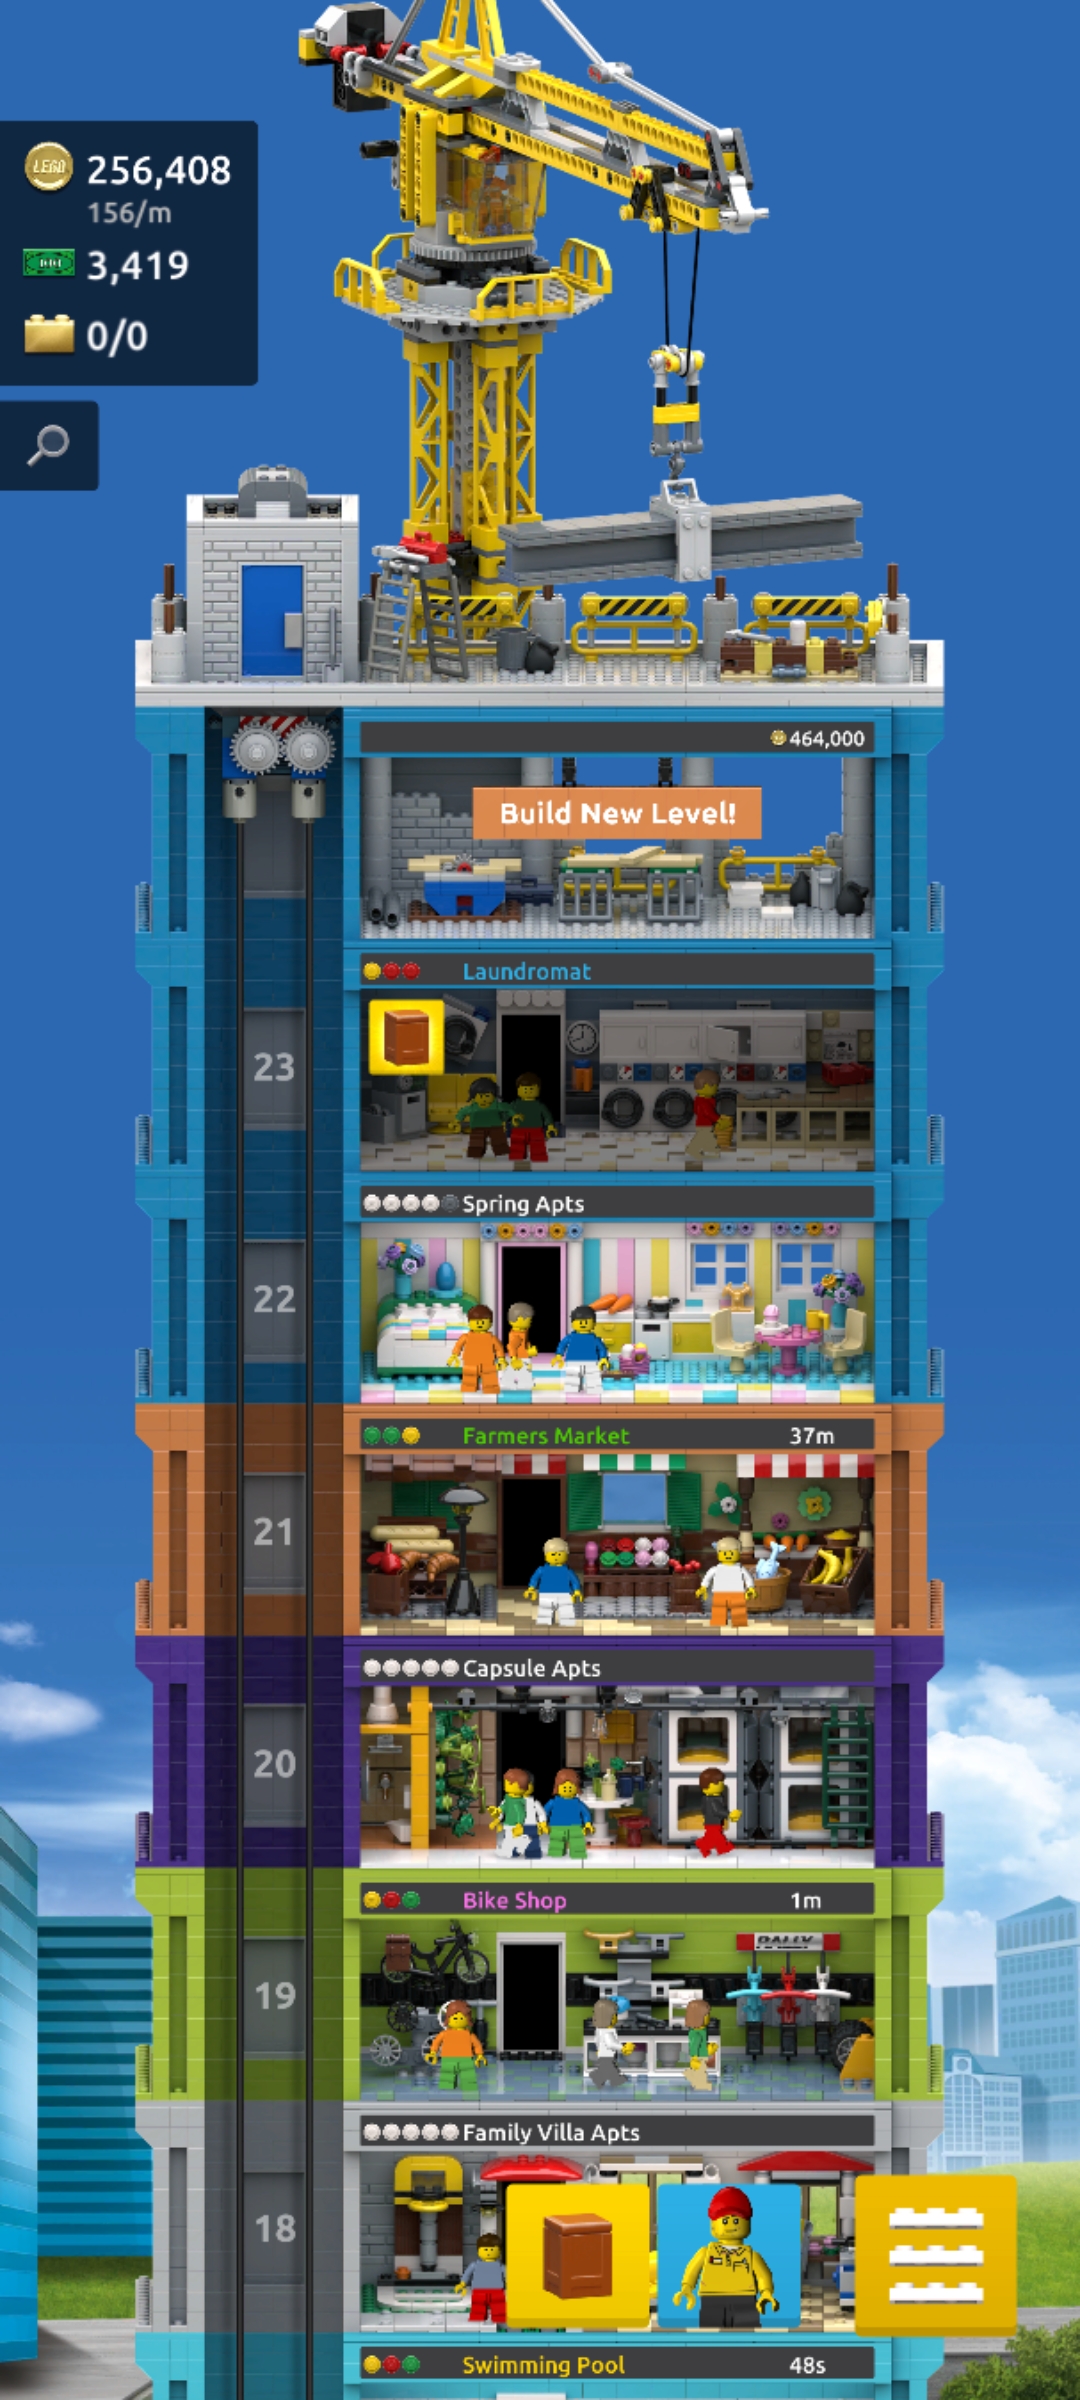 LEGO 256,408
156/m
3,419
0/0
464,000
Build New Level!
Laundromat
23
Spring Apts
22
Farmers Market 37m
21
Capsule Apts
20
Bike Shop 1m
RALLY
19
Family Villa Apts
18
Swimming Pool 48s